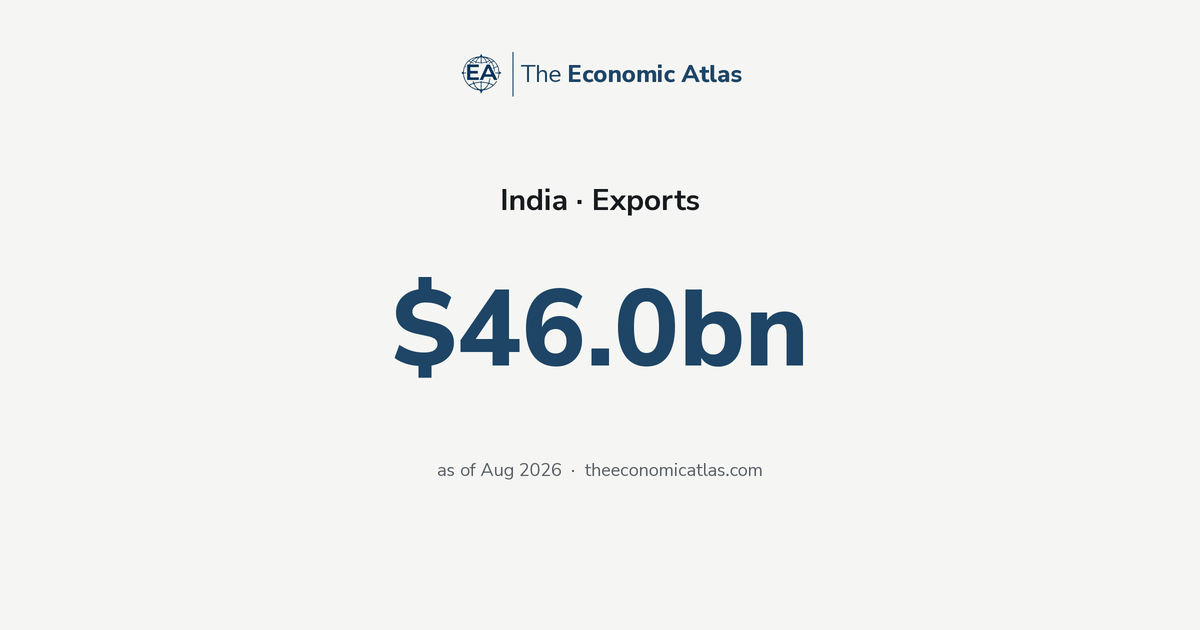 EA The Economic Atlas
India · Exports
$46.0bn
as of Aug 2026 · theeconomicatlas.com